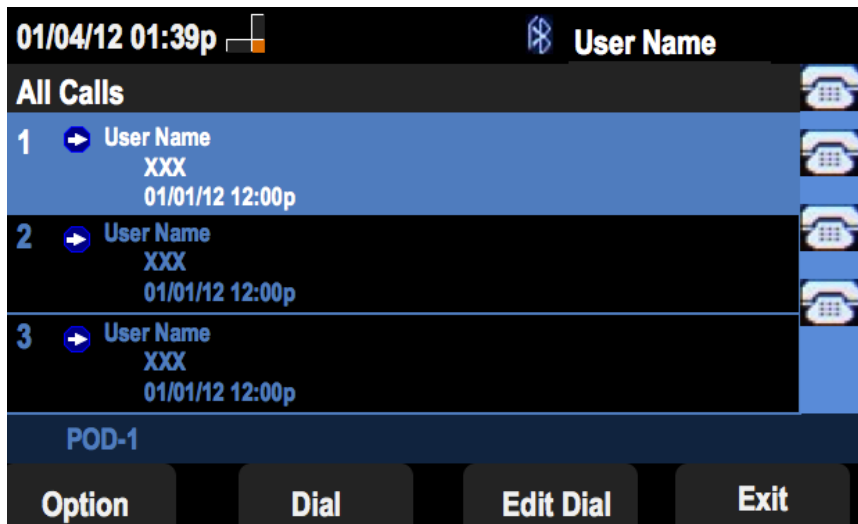 01/04/12 01:39p User Name
All Calls
1 User Name
XXX
01/01/12 12:00p
2 User Name
XXX
01/01/12 12:00p
3 User Name
XXX
01/01/12 12:00p
POD-1
Option Dial Edit Dial Exit